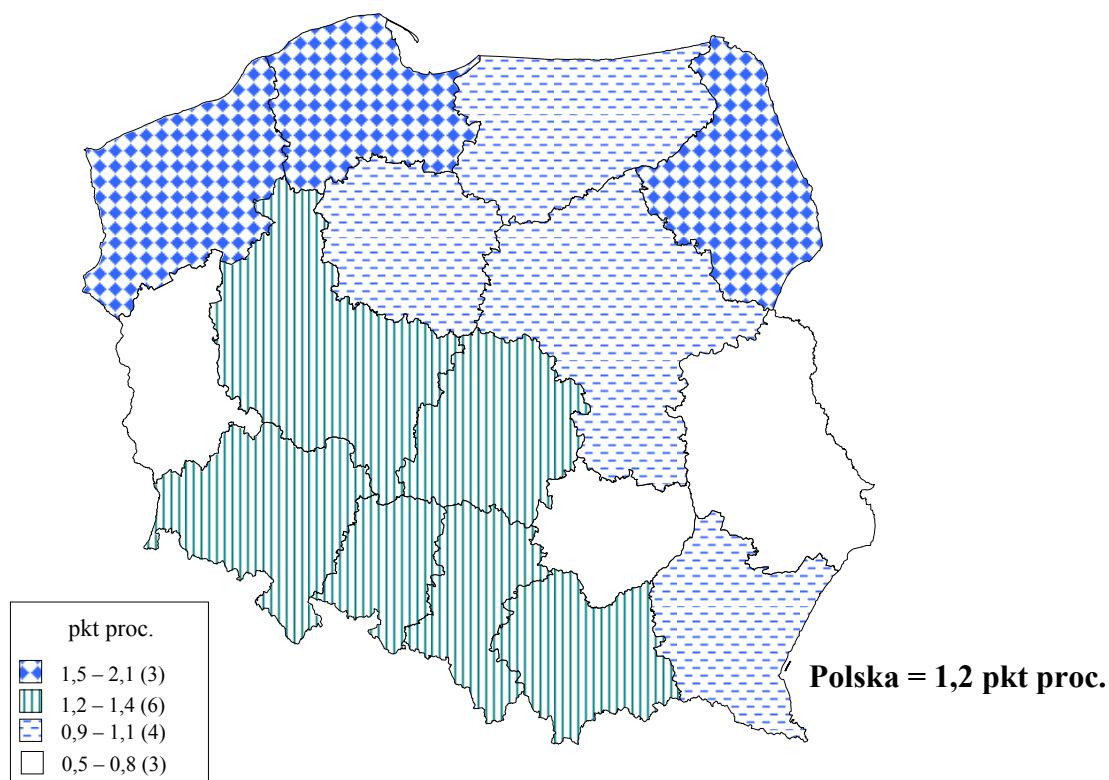 pkt proc.
1,5 – 2,1 (3)
1,2 – 1,4 (6)
0,9 – 1,1 (4)
0,5 – 0,8 (3)
Polska = 1,2 pkt proc.